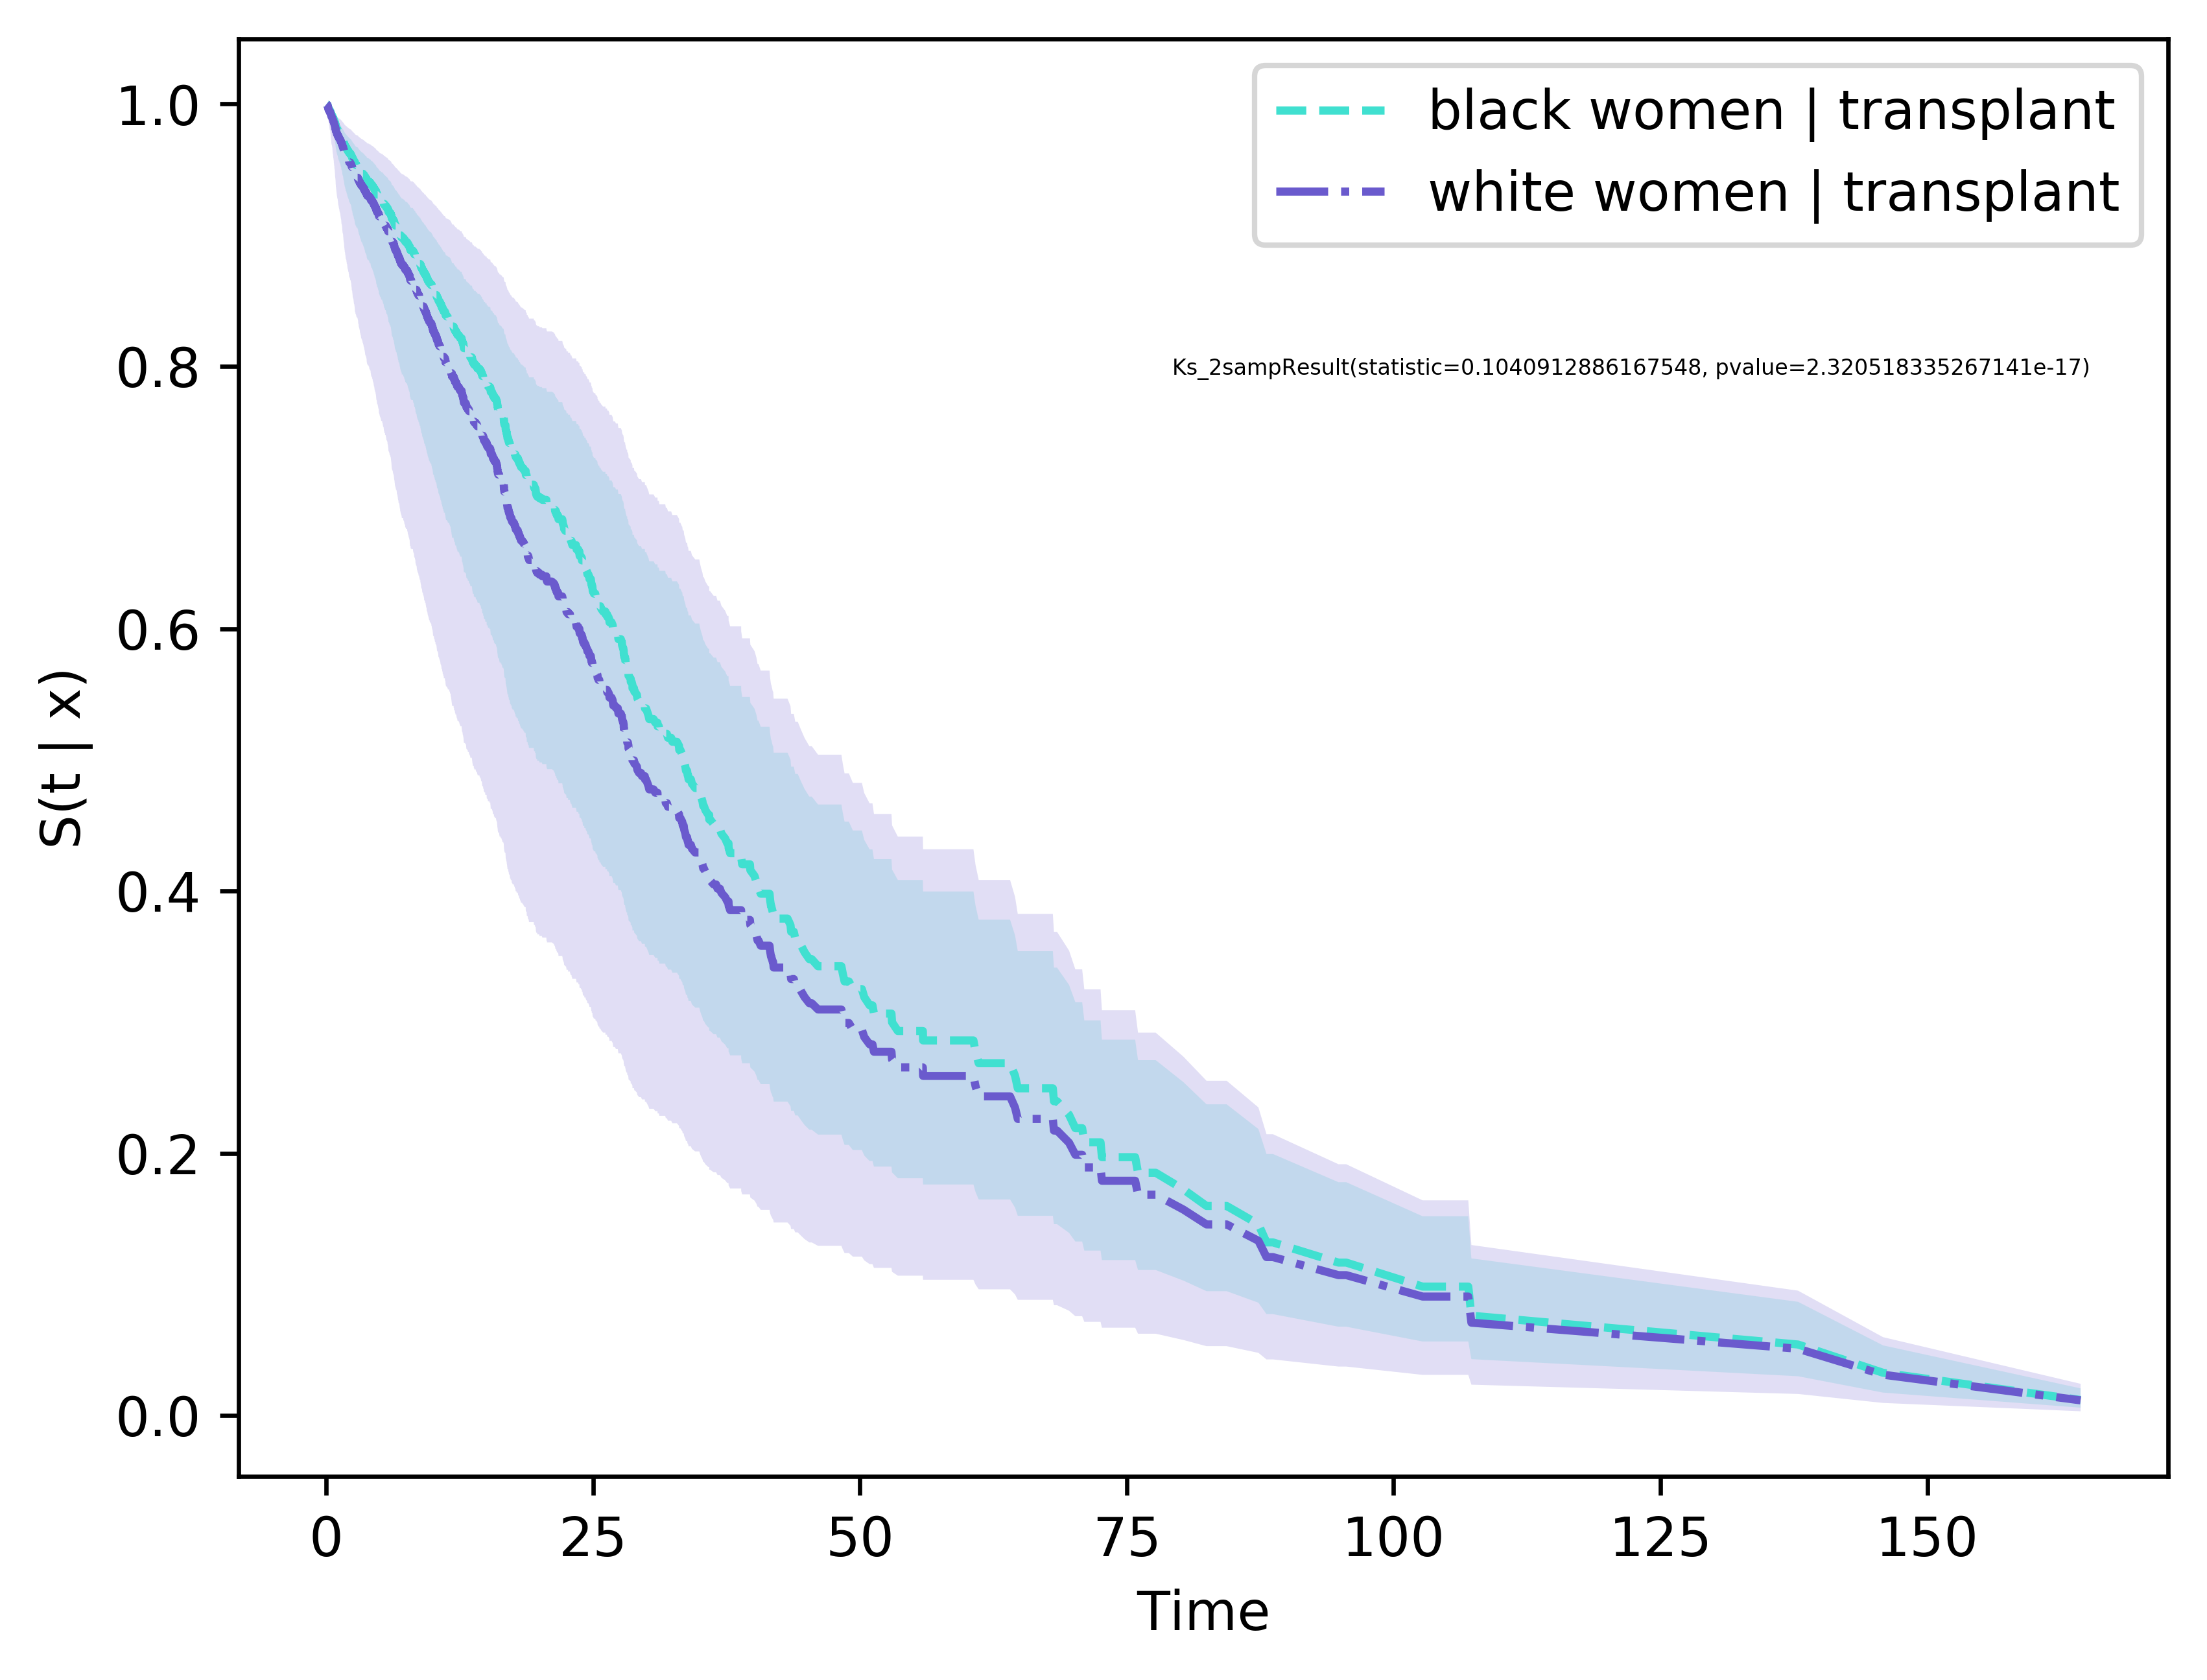 black women | transplant
white women | transplant
Ks_2sampResult(statistic=0.1040912886167548, pvalue=2.320518335267141e-17)
1.0
0.8
0.6
0.4
0.2
0.0
S(t | x)
0 25 50 75 100 125 150
Time